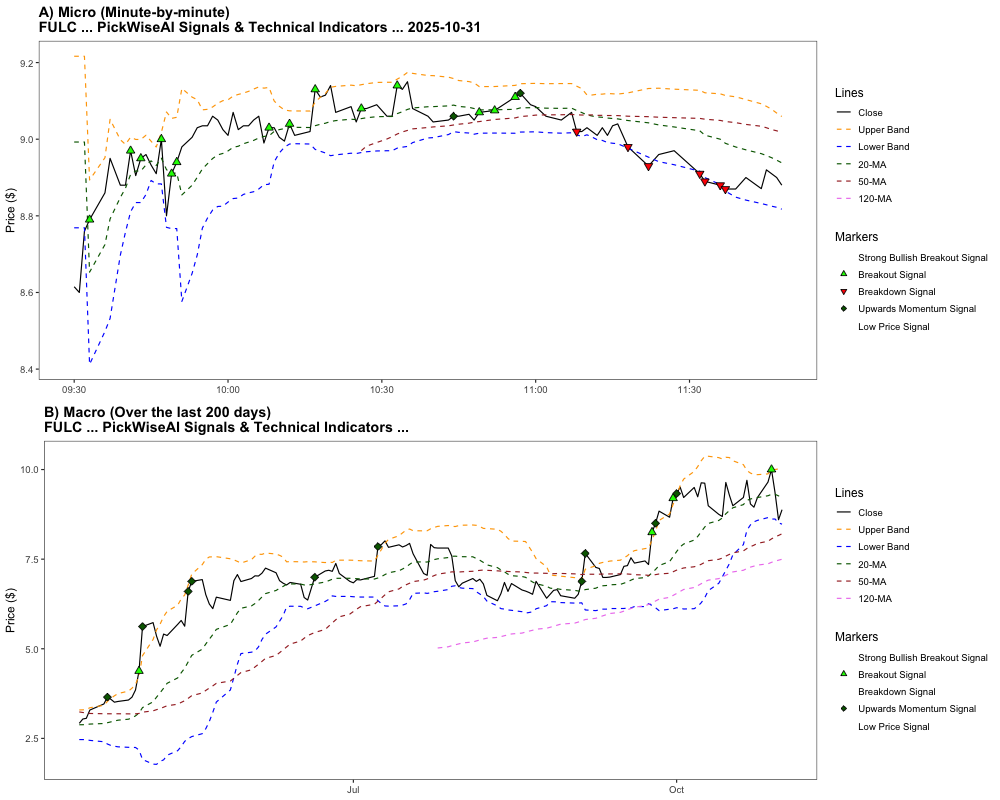 A) Micro (Minute-by-minute)
FULC ... PickWiseAI Signals & Technical Indicators ... 2025-10-31
Price ($)
9.2
9.0
8.8
8.6
8.4
09:30
10:00
10:30
11:00
11:30
Lines
Close
Upper Band
Lower Band
20-MA
50-MA
120-MA
Markers
Strong Bullish Breakout Signal
Breakout Signal
Breakdown Signal
Upwards Momentum Signal
Low Price Signal
B) Macro (Over the last 200 days)
FULC ... PickWiseAI Signals & Technical Indicators ...
Price ($)
10.0
7.5
5.0
2.5
Jul
Oct
Lines
Close
Upper Band
Lower Band
20-MA
50-MA
120-MA
Markers
Strong Bullish Breakout Signal
Breakout Signal
Breakdown Signal
Upwards Momentum Signal
Low Price Signal